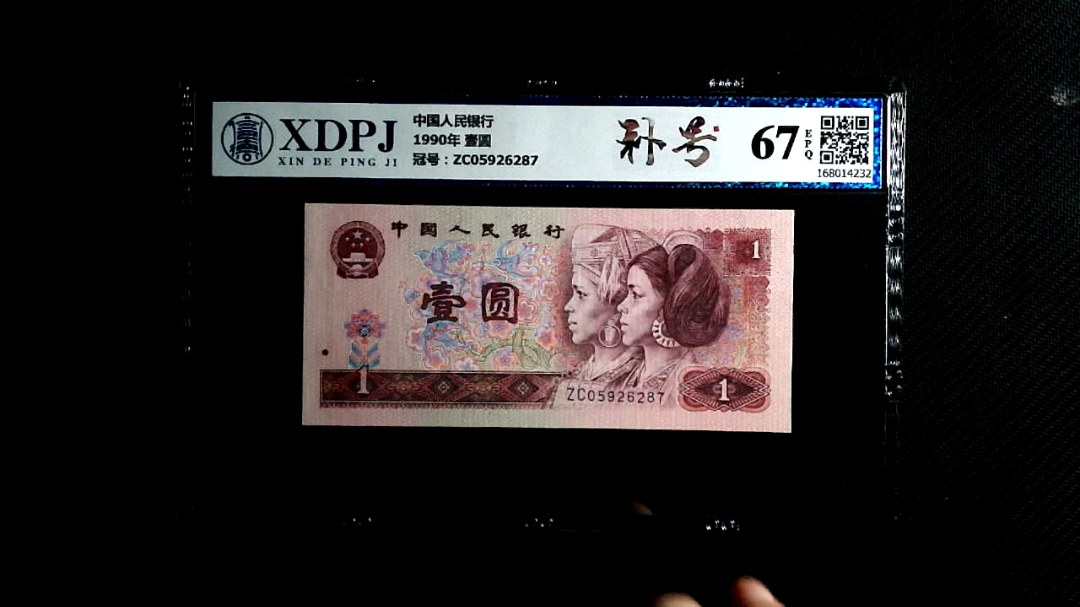 XDPJ
XIN DE PING JI
中国人民银行
1990年 壹圆
冠号：ZC05926287
补号
67
EPQ
168014232
中国人民银行
1
壹圆
1
ZC05926287
1